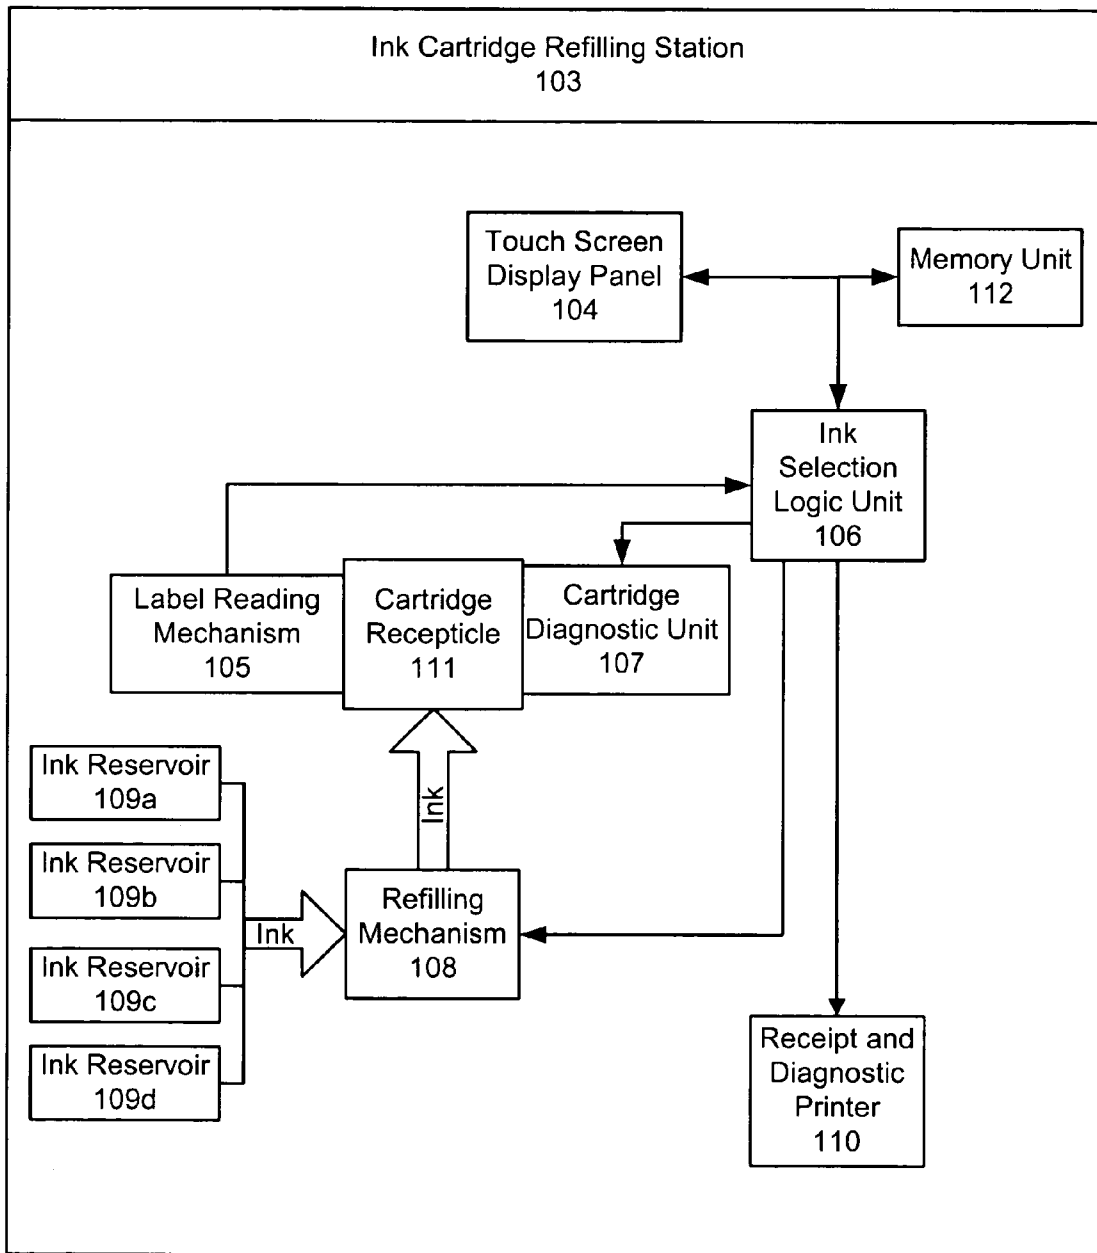 Ink Cartridge Refilling Station
103
Touch Screen
Display Panel
104
Memory Unit
112
Ink
Selection
Logic Unit
106
Label Reading
Mechanism
105
Cartridge
Recepticle
111
Cartridge
Diagnostic Unit
107
Ink Reservoir
109a
Ink Reservoir
109b
Ink Reservoir
109c
Ink Reservoir
109d
Ink
Ink
Refilling
Mechanism
108
Receipt and
Diagnostic
Printer
110